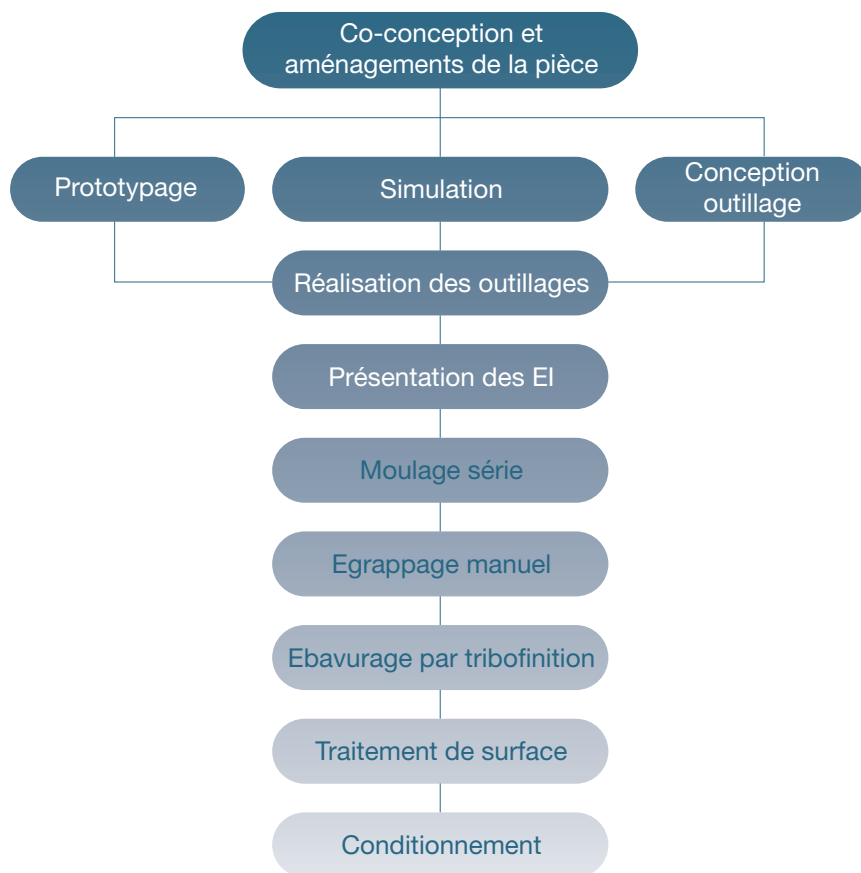 Co-conception et
aménagements de la pièce
Prototypage
Simulation
Conception
outillage
Réalisation des outillages
Présentation des EI
Moulage série
Egrappage manuel
Ebavurage par tribofinition
Traitement de surface
Conditionnement